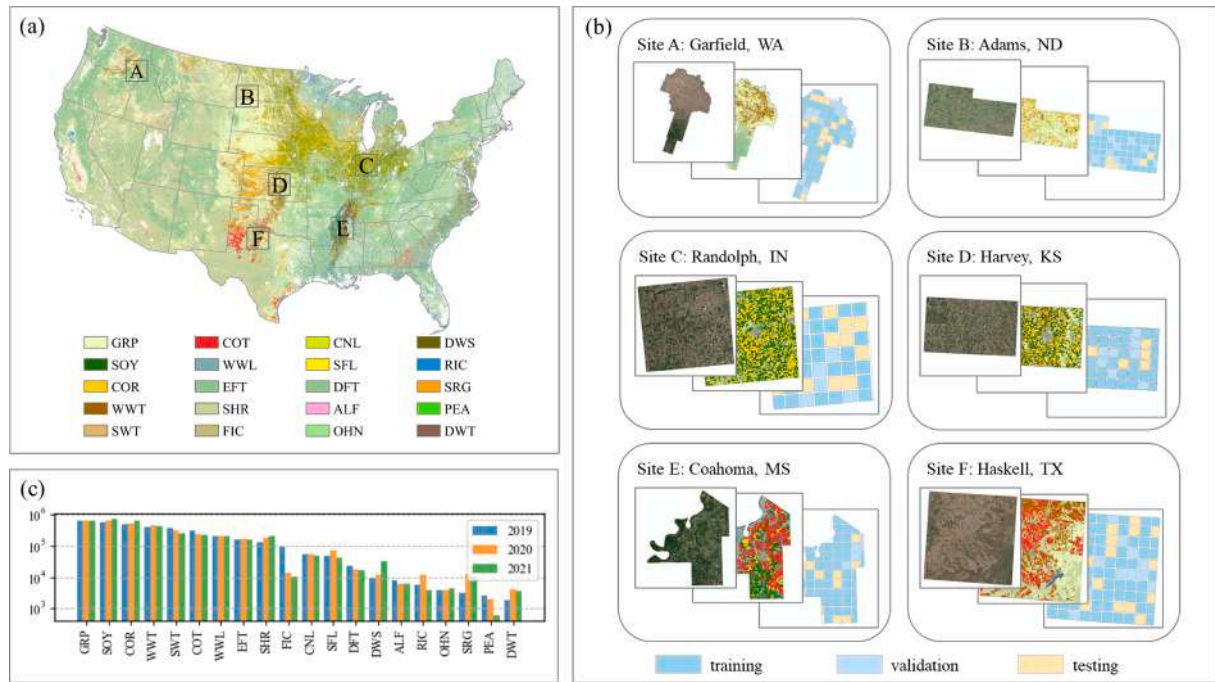 (a)
A
B
C
D
E
F
GRP COT CNL DWS
SOY WWL SFL RIC
COR EFT DFT SRG
WWT SHR ALF PEA
SWT FIC OHN DWT
(b)
Site A: Garfield, WA
Site B: Adams, ND
Site C: Randolph, IN
Site D: Harvey, KS
Site E: Coahoma, MS
Site F: Haskell, TX
training validation testing
(c)
10^6
10^5
10^4
10^3
2019
2020
2021
GRP SOY COR WWT SWT COT WWL EFT SHR FIC CNL SFL DFT DWS ALF RIC OHN SRG PEA DWT